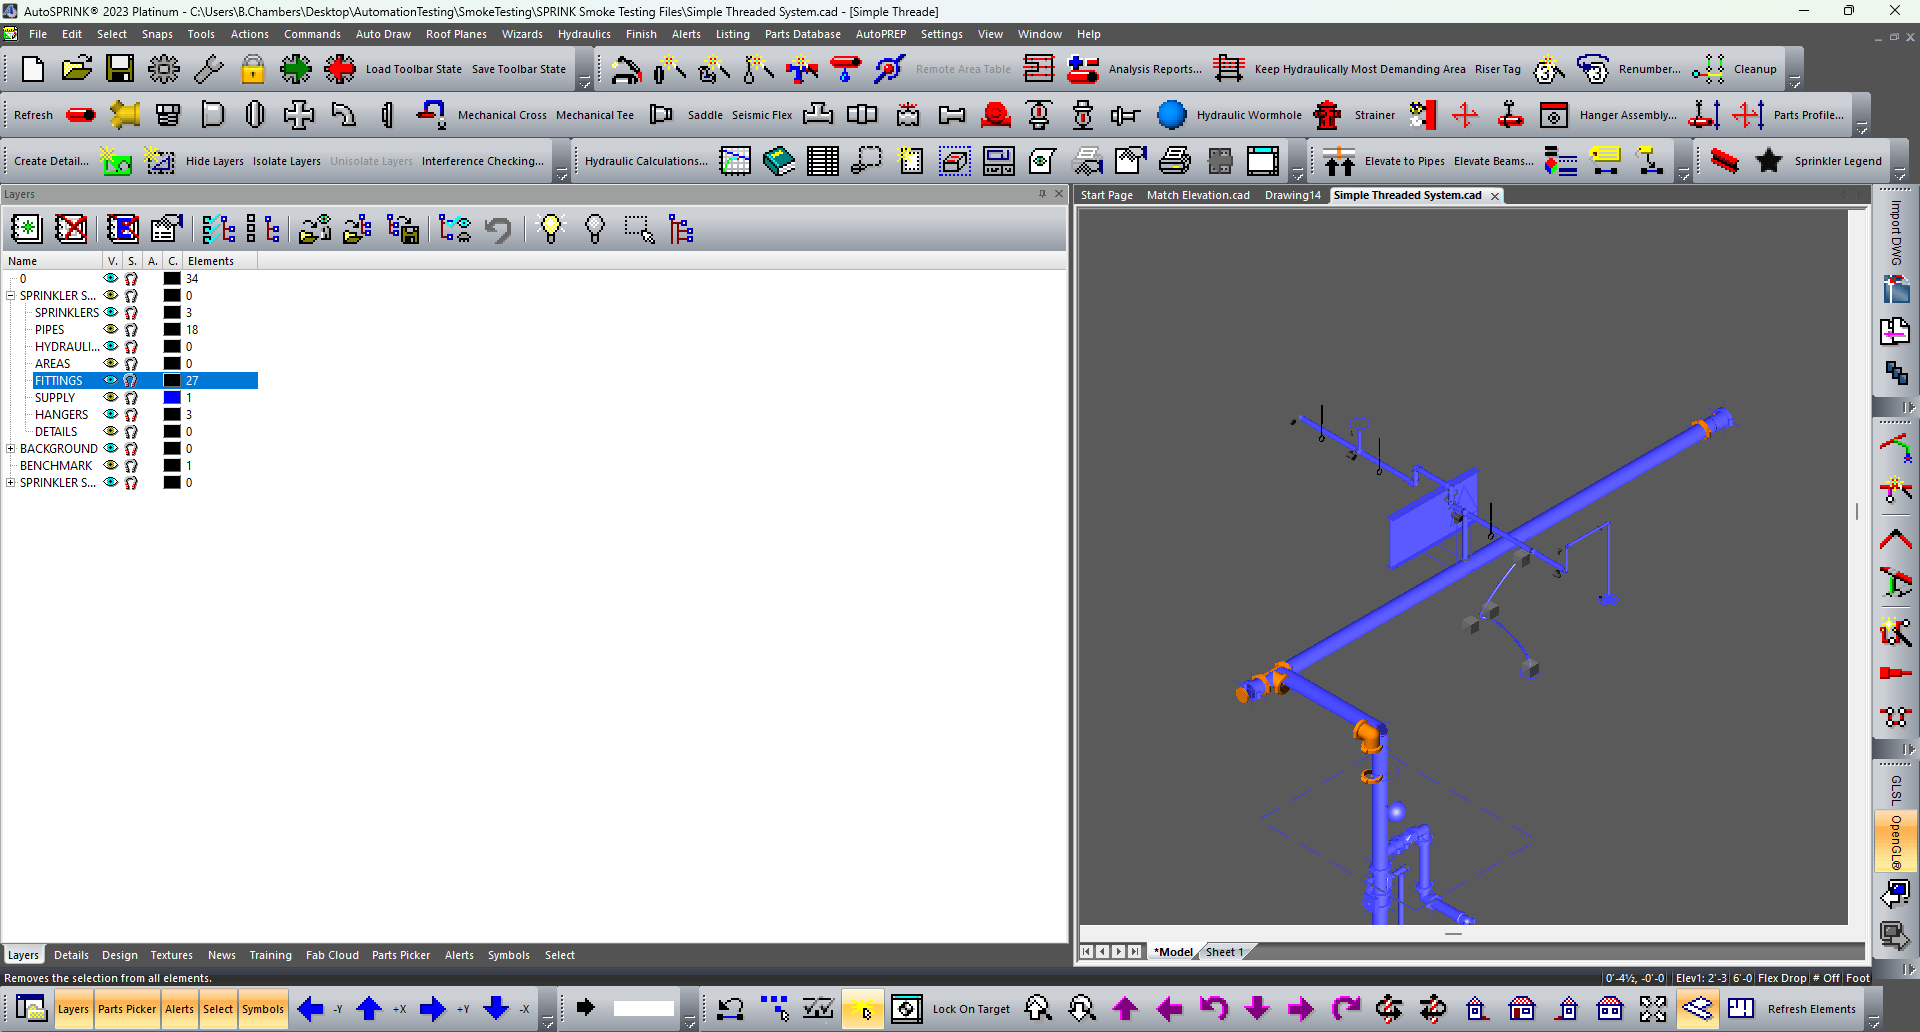 AutoSPRINK® 2023 Platinum - C:\Users\B.Chambers\Desktop\AutomationTesting\SmokeTesting\SPRINK Smoke Testing Files\Simple Threaded System.cad - [Simple Threade]
File Edit Select Snaps Tools Actions Commands Auto Draw Roof Planes Wizards Hydraulics Finish Alerts Listing Parts Database AutoPREP Settings View Window Help
Load Toolbar State Save Toolbar State Remote Area Table Analysis Reports... Keep Hydraulically Most Demanding Area Riser Tag Renumber... Cleanup
Refresh Mechanical Cross Mechanical Tee Saddle Seismic Flex Hydraulic Wormhole Strainer Hanger Assembly... Parts Profile...
Create Detail... Hide Layers Isolate Layers Unisolate Layers Interference Checking... Hydraulic Calculations... Elevate to Pipes Elevate Beams... Sprinkler Legend
Layers
Start Page Match Elevation.cad Drawing14 Simple Threaded System.cad
Name V. S. A. C. Elements
0 34
SPRINKLER S... 0
SPRINKLERS 3
PIPES 18
HYDRAULI... 0
AREAS 0
FITTINGS 27
SUPPLY 1
HANGERS 3
DETAILS 0
BACKGROUND 0
BENCHMARK 1
SPRINKLER S... 0
Import DWG
GLSL
OpenGL®
*Model Sheet 1
Layers Details Design Textures News Training Fab Cloud Parts Picker Alerts Symbols Select
Removes the selection from all elements.
0'-4½, -0'-0 Elev1: 2'-3 6'-0 Flex Drop # Off Foot
Layers Parts Picker Alerts Select Symbols -Y +X +Y -X Lock On Target Refresh Elements